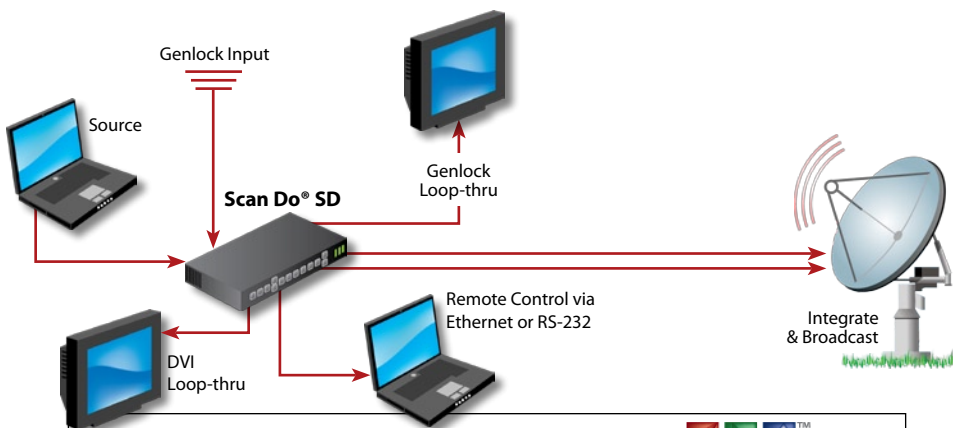 Genlock Input
Source
Genlock
Loop-thru
Scan Do® SD
Remote Control via
Ethernet or RS-232
Integrate
& Broadcast
DVI
Loop-thru
TM